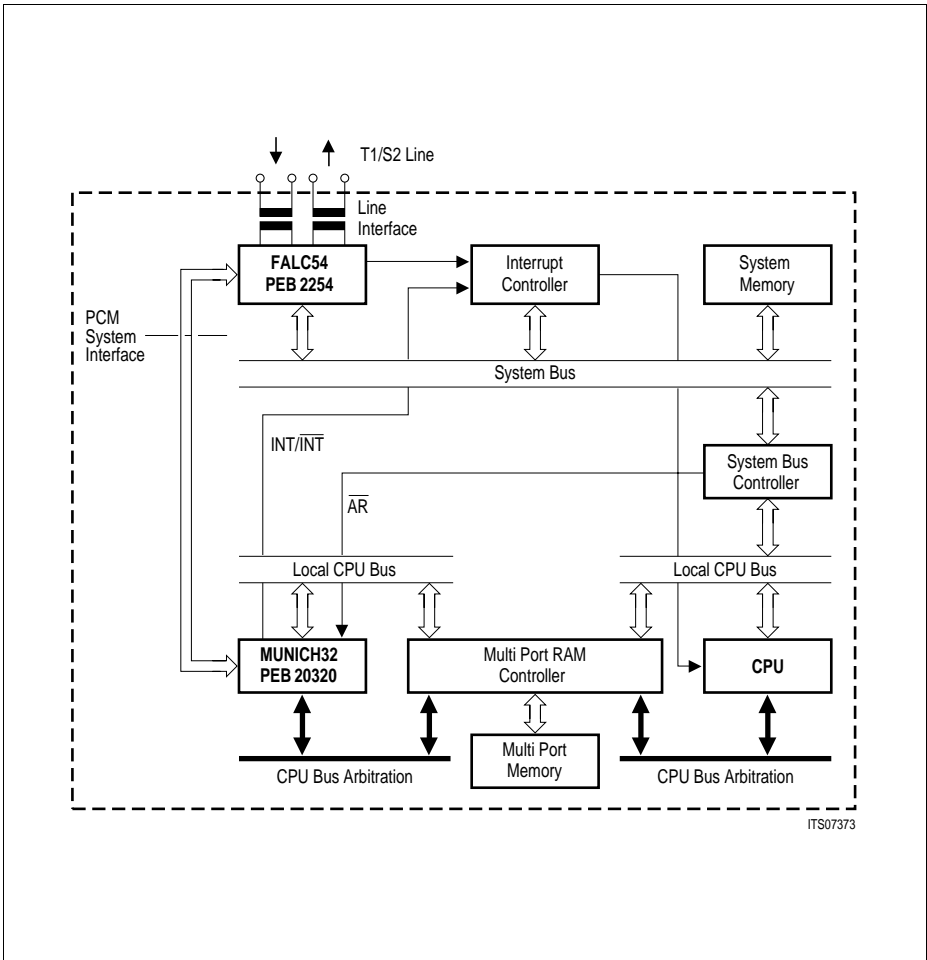 T1/S2 Line
Line
Interface
FALC54
PEB 2254
Interrupt
Controller
System
Memory
PCM
System
Interface
System Bus
INT/I̅N̅T̅
System Bus
Controller
A̅R̅
Local CPU Bus
Local CPU Bus
MUNICH32
PEB 20320
Multi Port RAM
Controller
CPU
Multi Port
Memory
CPU Bus Arbitration
CPU Bus Arbitration
ITS07373